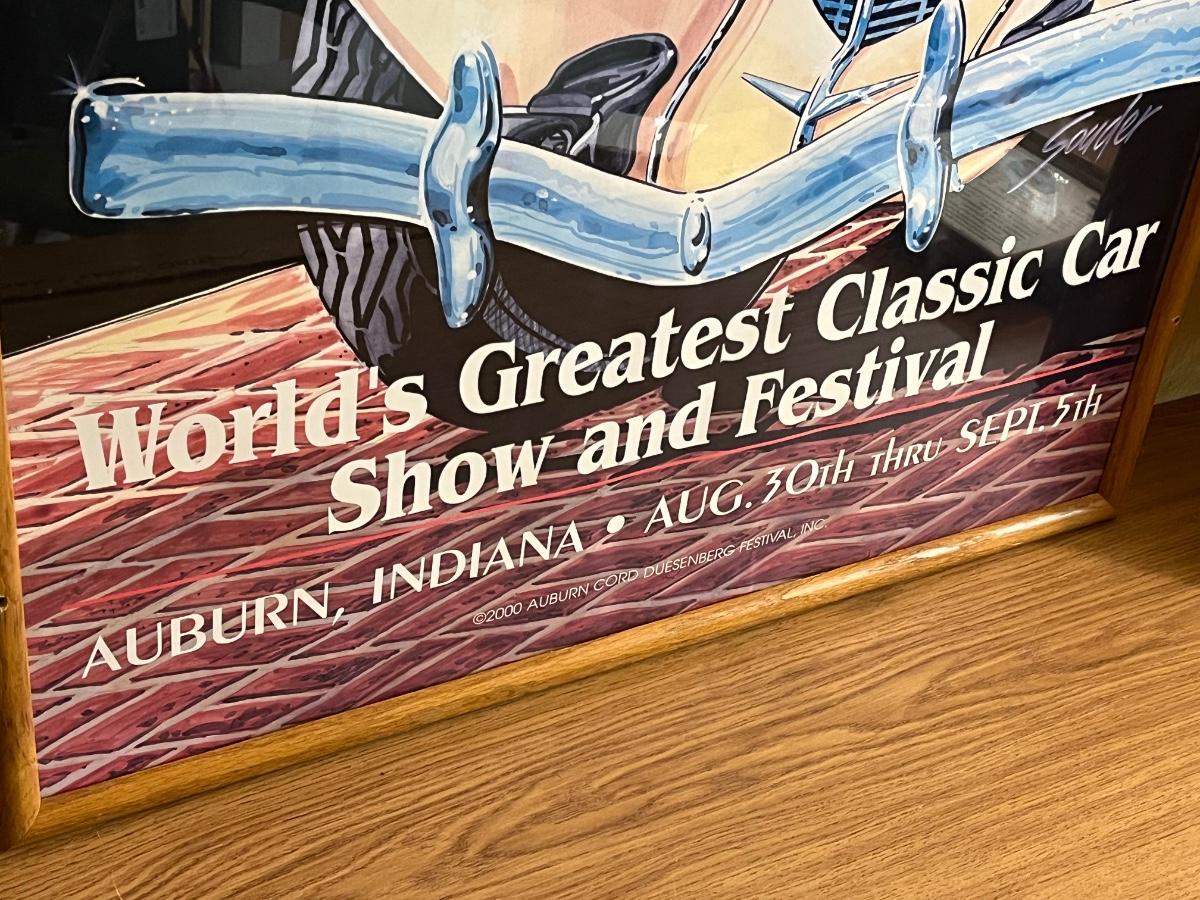 Souder
World's Greatest Classic Car
Show and Festival
AUBURN, INDIANA • AUG. 30th thru SEPT. 5th
©2000 AUBURN CORD DUESENBERG FESTIVAL, INC.